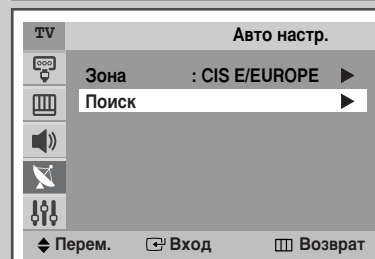 TV Авто настр.
Зона : CIS E/EUROPE
Поиск
Перем. Вход Возврат